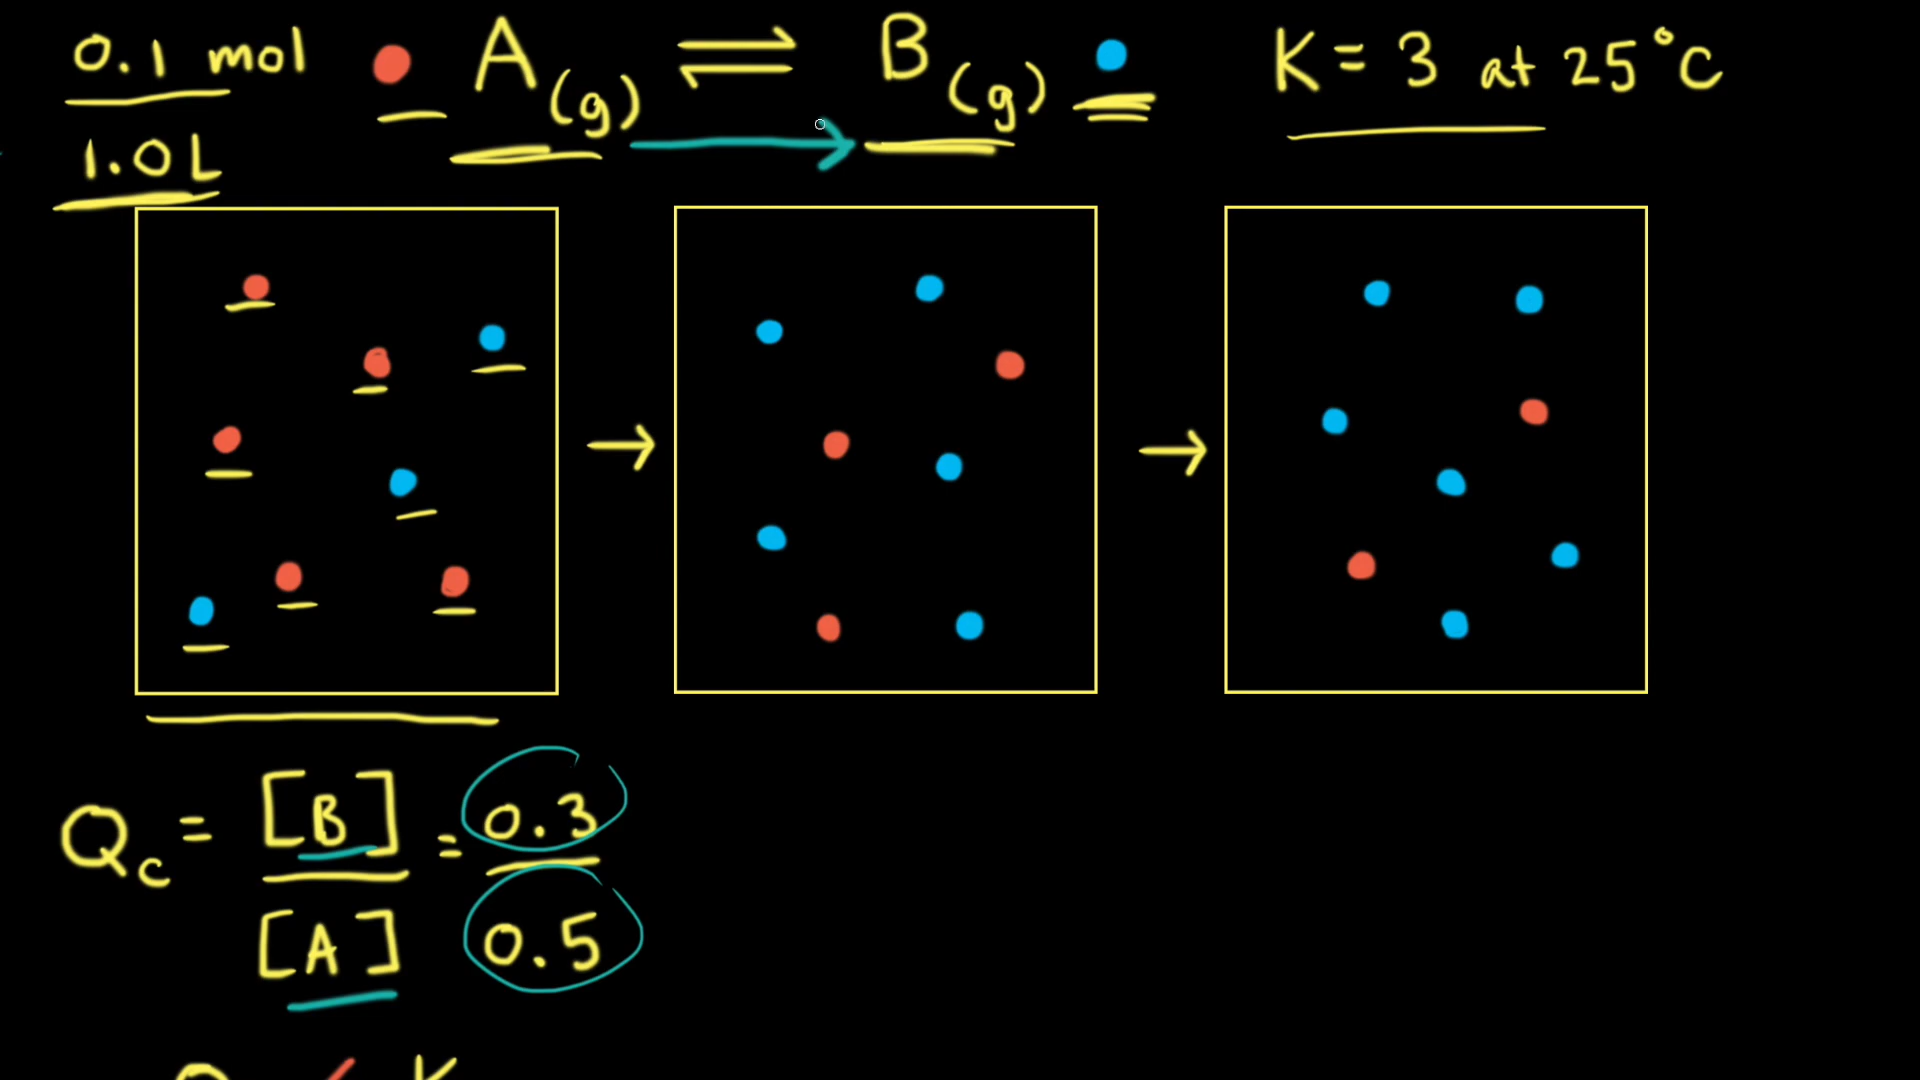 0.1 mol A(g) ⇌ B(g) K = 3 at 25°C
1.0 L
Qc = [B] / [A] = 0.3 / 0.5
Q < K